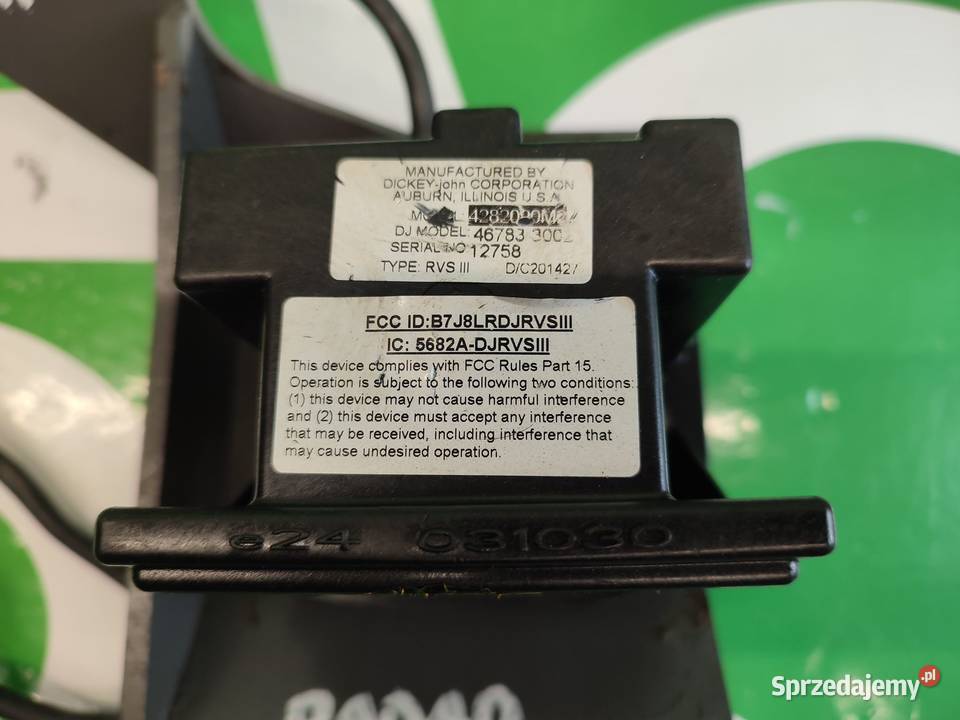 MANUFACTURED BY
DICKEY-john CORPORATION
AUBURN, ILLINOIS U.S.A.
DJ MODEL: 46783 3002
SERIAL NO 12758
TYPE: RVS III D/C201427
FCC ID:B7J8LRDJRVSIII
IC: 5682A-DJRVSIII
This device complies with FCC Rules Part 15.
Operation is subject to the following two conditions:
(1) this device may not cause harmful interference
and (2) this device must accept any interference
that may be received, including interference that
may cause undesired operation.
e24 031030
Sprzedajemy.pl